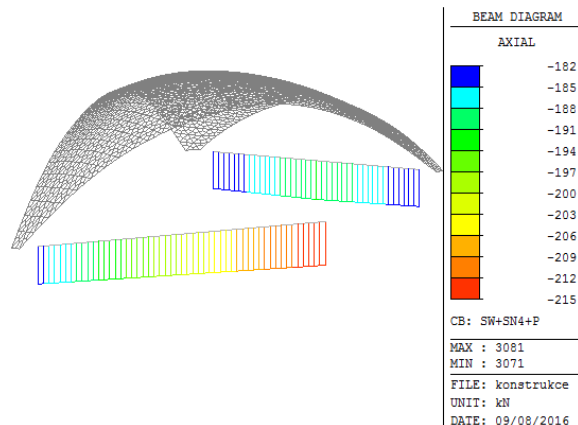 BEAM DIAGRAM
AXIAL
-182
-185
-188
-191
-194
-197
-200
-203
-206
-209
-212
-215
CB: SW+SN4+P
MAX : 3081
MIN : 3071
FILE: konstrukce
UNIT: kN
DATE: 09/08/2016